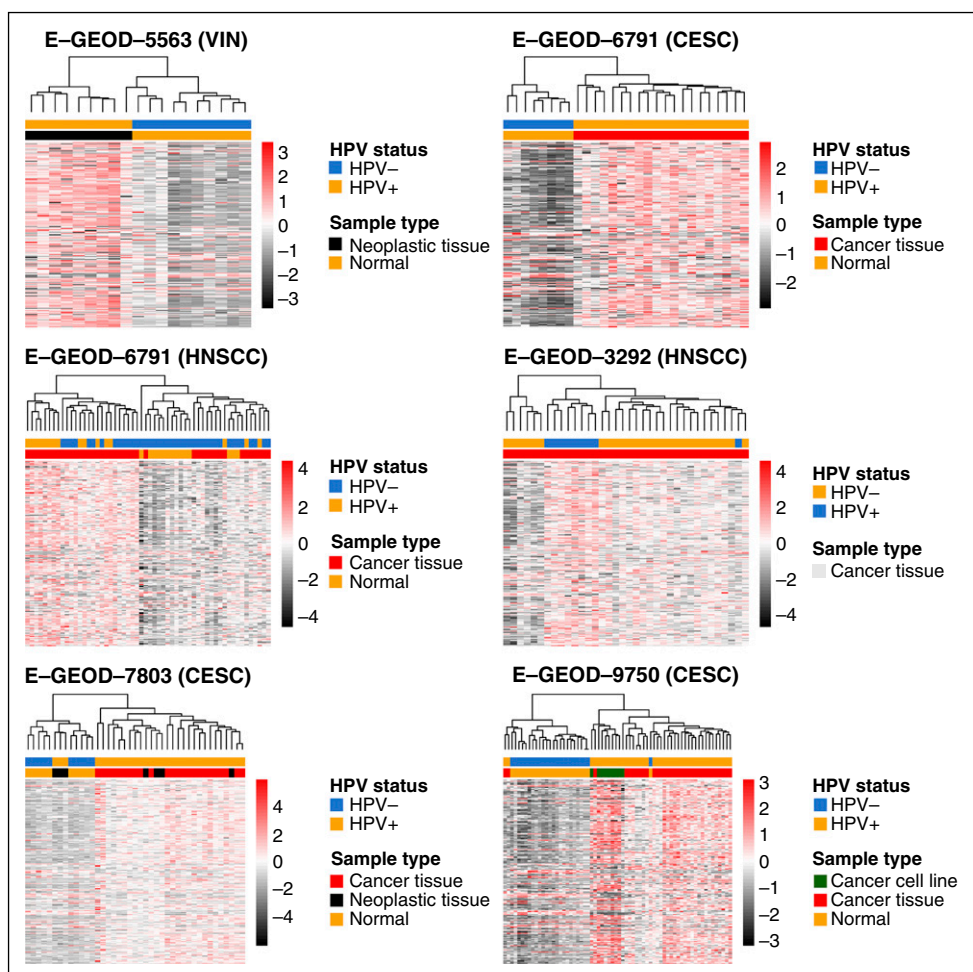 E–GEOD–5563 (VIN)
3
2
1
0
−1
−2
−3
HPV status
HPV−
HPV+
Sample type
Neoplastic tissue
Normal
E–GEOD–6791 (CESC)
2
1
0
−1
−2
HPV status
HPV−
HPV+
Sample type
Cancer tissue
Normal
E–GEOD–6791 (HNSCC)
4
2
0
−2
−4
HPV status
HPV−
HPV+
Sample type
Cancer tissue
Normal
E–GEOD–3292 (HNSCC)
4
2
0
−2
−4
HPV status
HPV−
HPV+
Sample type
Cancer tissue
E–GEOD–7803 (CESC)
4
2
0
−2
−4
HPV status
HPV−
HPV+
Sample type
Cancer tissue
Neoplastic tissue
Normal
E–GEOD–9750 (CESC)
3
2
1
0
−1
−2
−3
HPV status
HPV−
HPV+
Sample type
Cancer cell line
Cancer tissue
Normal